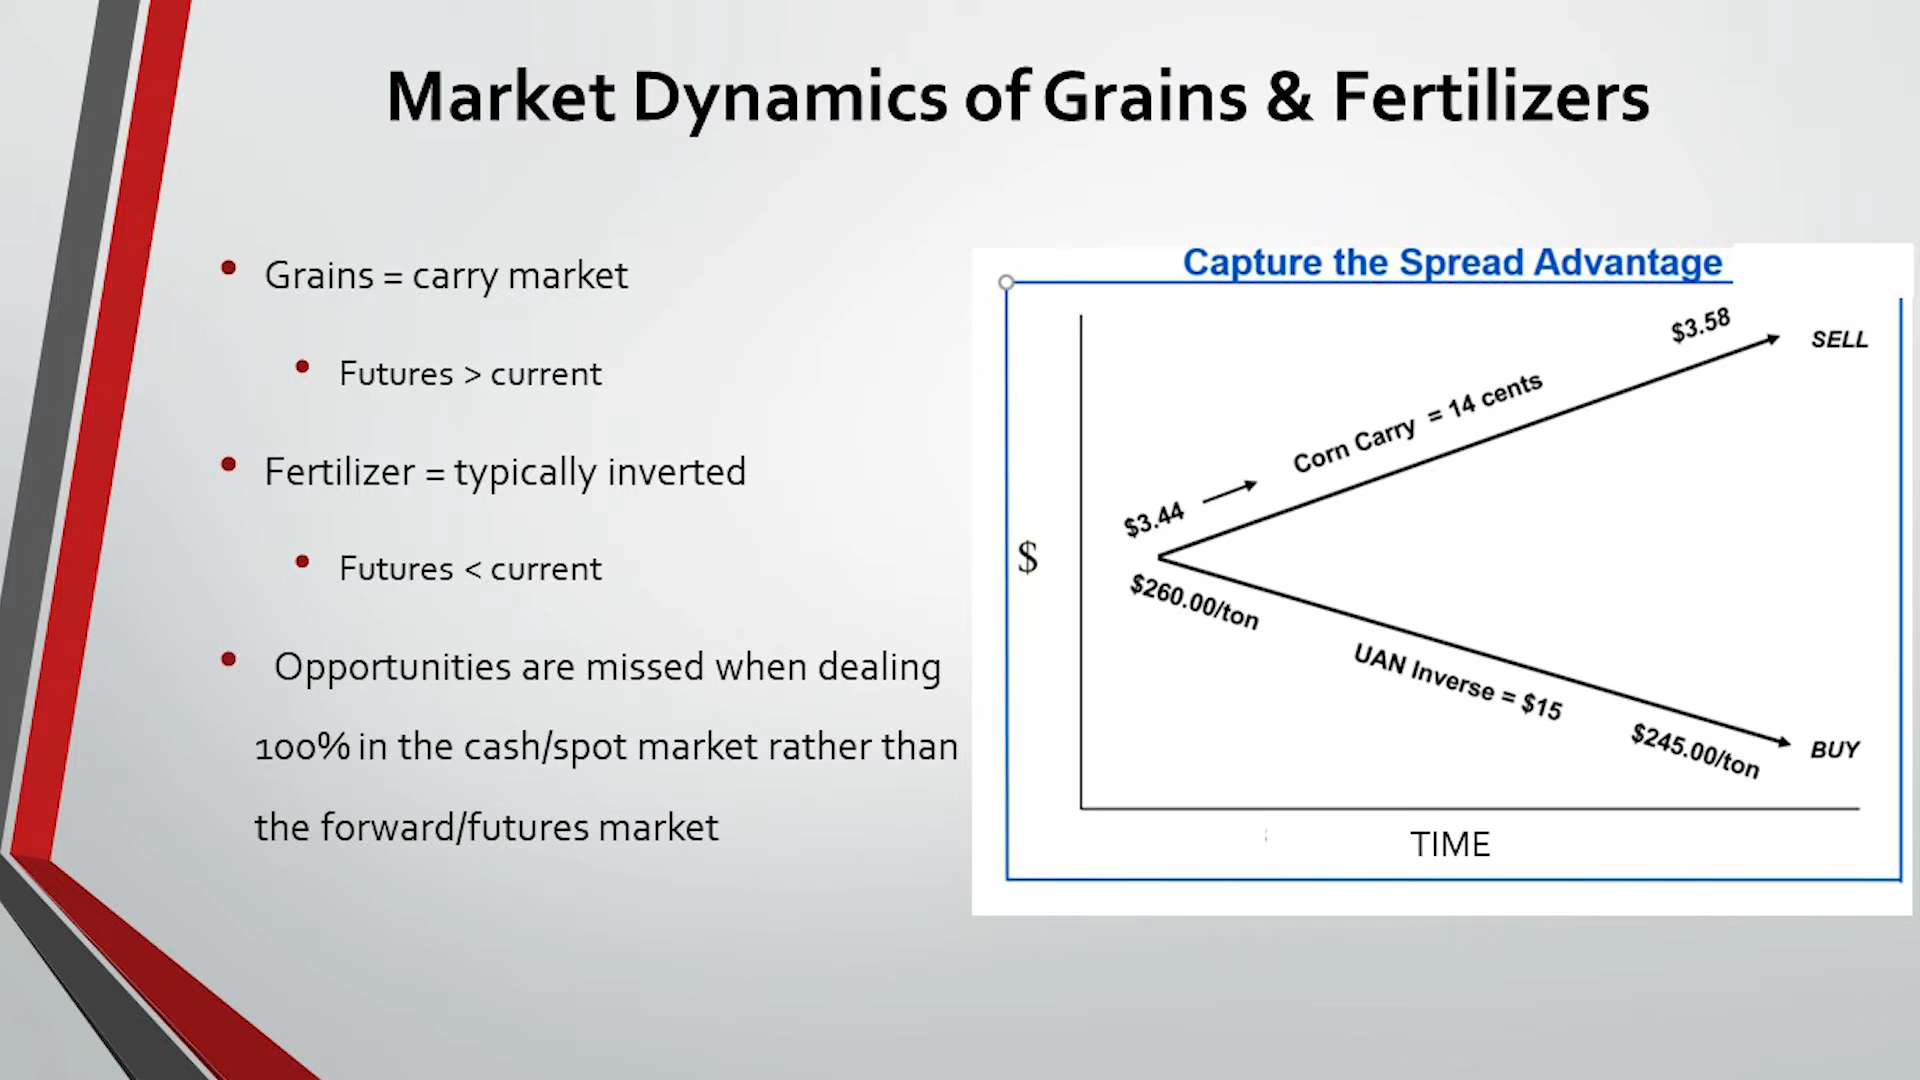 Market Dynamics of Grains & Fertilizers
Grains = carry market
Futures > current
Fertilizer = typically inverted
Futures < current
Opportunities are missed when dealing
100% in the cash/spot market rather than
the forward/futures market
Capture the Spread Advantage
$3.58
SELL
Corn Carry = 14 cents
$3.44
$
$260.00/ton
UAN Inverse = $15
$245.00/ton
BUY
TIME